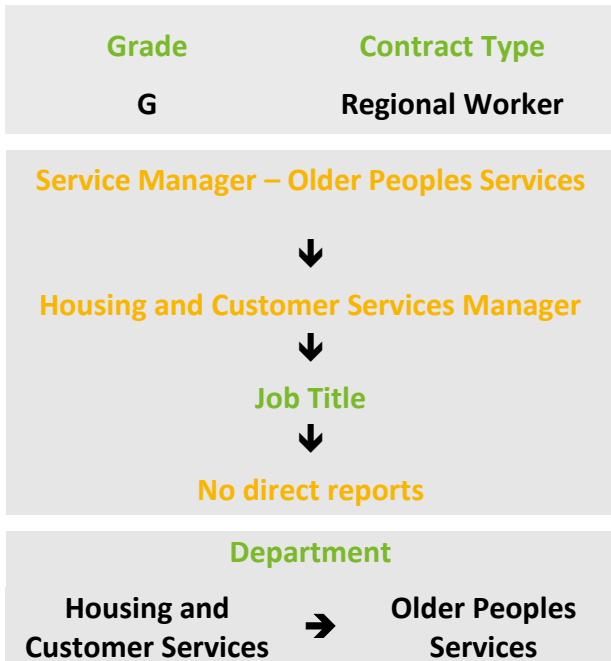 Grade Contract Type
G Regional Worker
Service Manager – Older Peoples Services
Housing and Customer Services Manager
Job Title
No direct reports
Department
Housing and Older Peoples
Customer Services Services